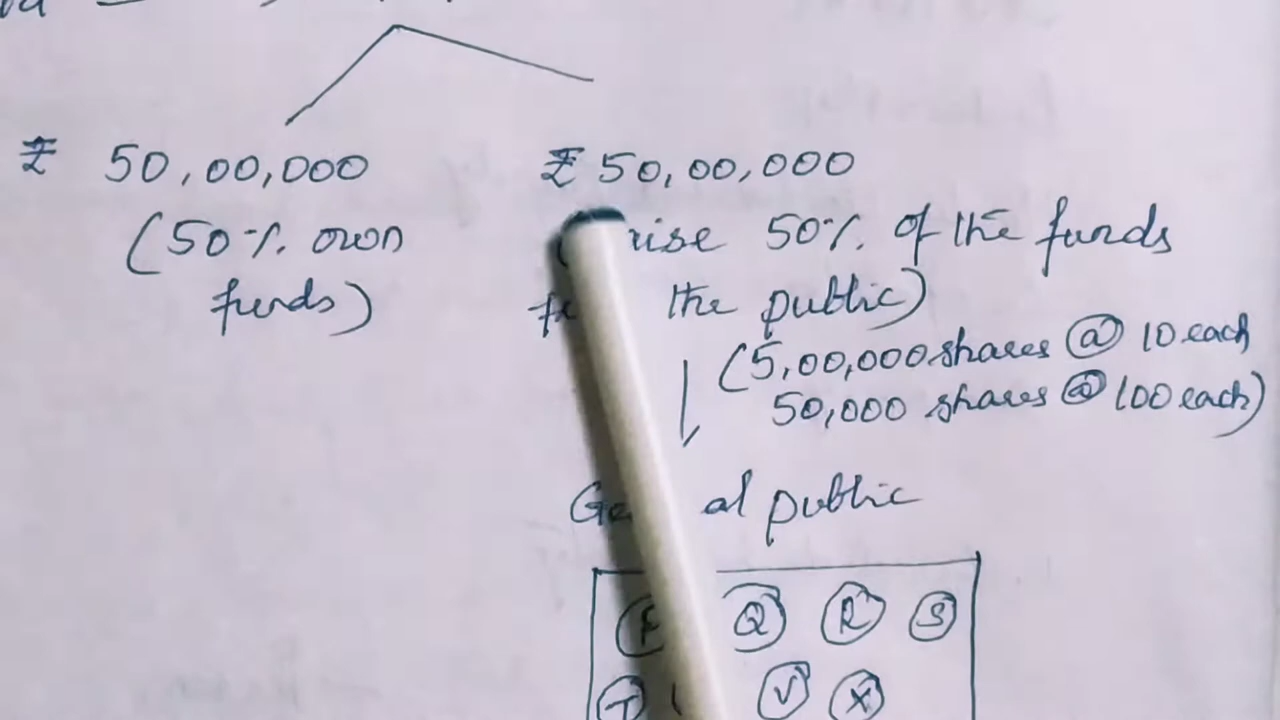 ₹ 50,00,000 ₹ 50,00,000
(50% own rise 50% of the funds
funds) the public)
(5,00,000 shares @ 10 each
50,000 shares @ 100 each)
public
Q R S
T V X